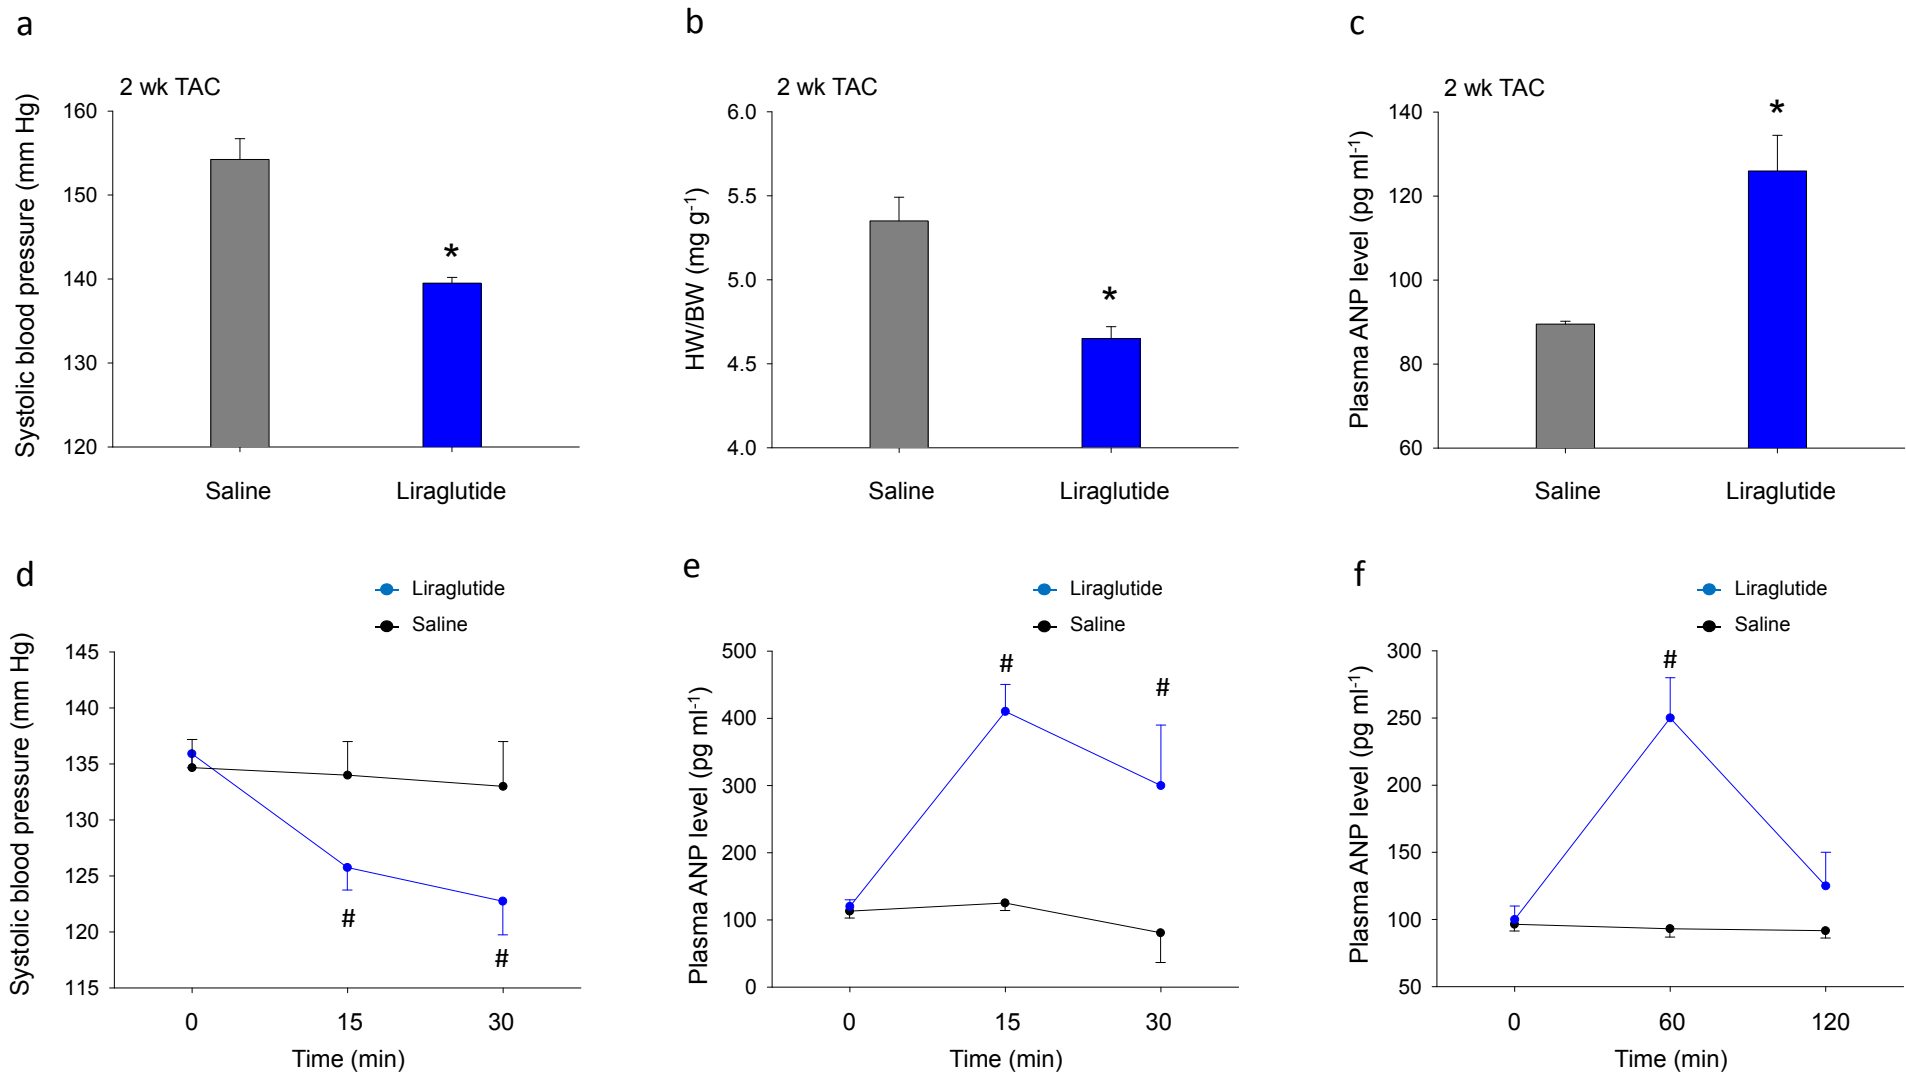 a
2 wk TAC
Systolic blood pressure (mm Hg)
160
150
140
130
120
*
Saline
Liraglutide
b
2 wk TAC
HW/BW (mg g-1)
6.0
5.5
5.0
4.5
4.0
*
Saline
Liraglutide
c
2 wk TAC
Plasma ANP level (pg ml-1)
140
120
100
80
60
*
Saline
Liraglutide
d
Liraglutide
Saline
Systolic blood pressure (mm Hg)
145
140
135
130
125
120
115
#
#
0 15 30
Time (min)
e
Liraglutide
Saline
Plasma ANP level (pg ml-1)
500
400
300
200
100
0
#
#
0 15 30
Time (min)
f
Liraglutide
Saline
Plasma ANP level (pg ml-1)
300
250
200
150
100
50
#
0 60 120
Time (min)